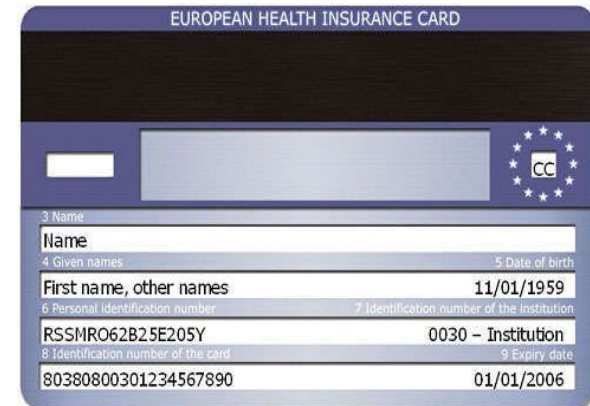 EUROPEAN HEALTH INSURANCE CARD
CC
3 Name
Name
4 Given names 5 Date of birth
First name, other names 11/01/1959
6 Personal identification number 7 Identification number of the institution
RSSMRO62B25E205Y 0030 – Institution
8 Identification number of the card 9 Expiry date
80380800301234567890 01/01/2006